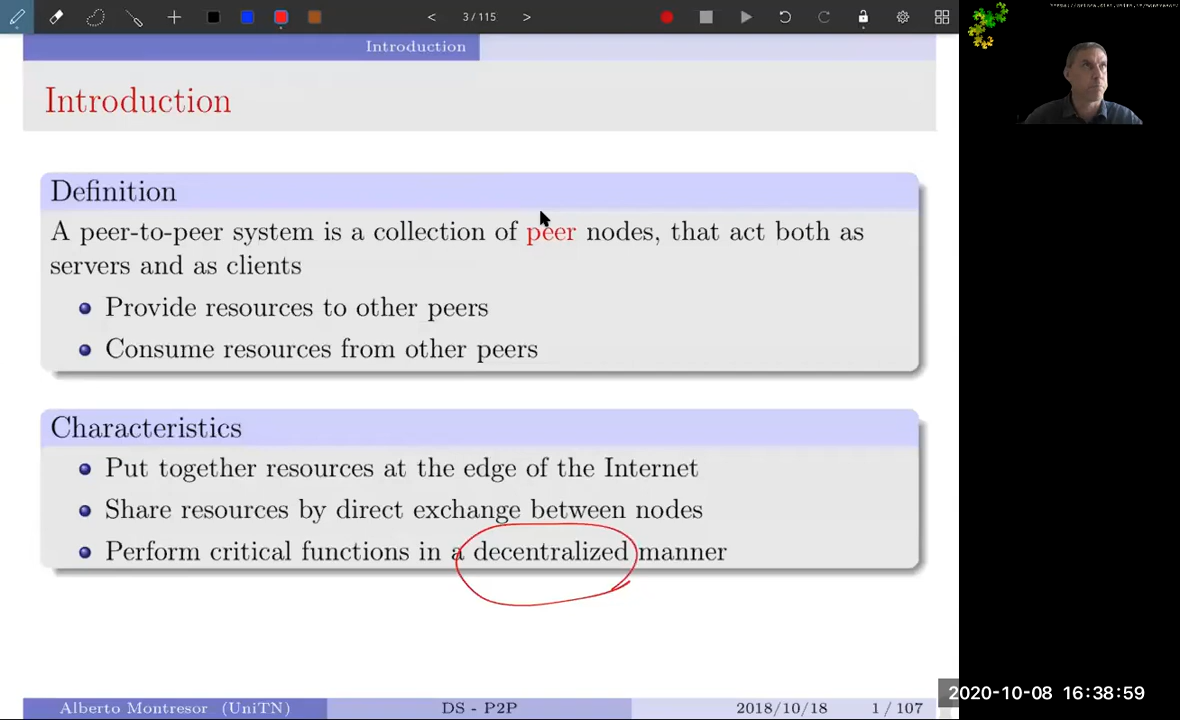 3 / 115
Introduction
Introduction
Definition
A peer-to-peer system is a collection of peer nodes, that act both as
servers and as clients
Provide resources to other peers
Consume resources from other peers
Characteristics
Put together resources at the edge of the Internet
Share resources by direct exchange between nodes
Perform critical functions in a decentralized manner
Alberto Montresor (UniTN)
DS - P2P
2018/10/18
1 / 107
2020-10-08 16:38:59